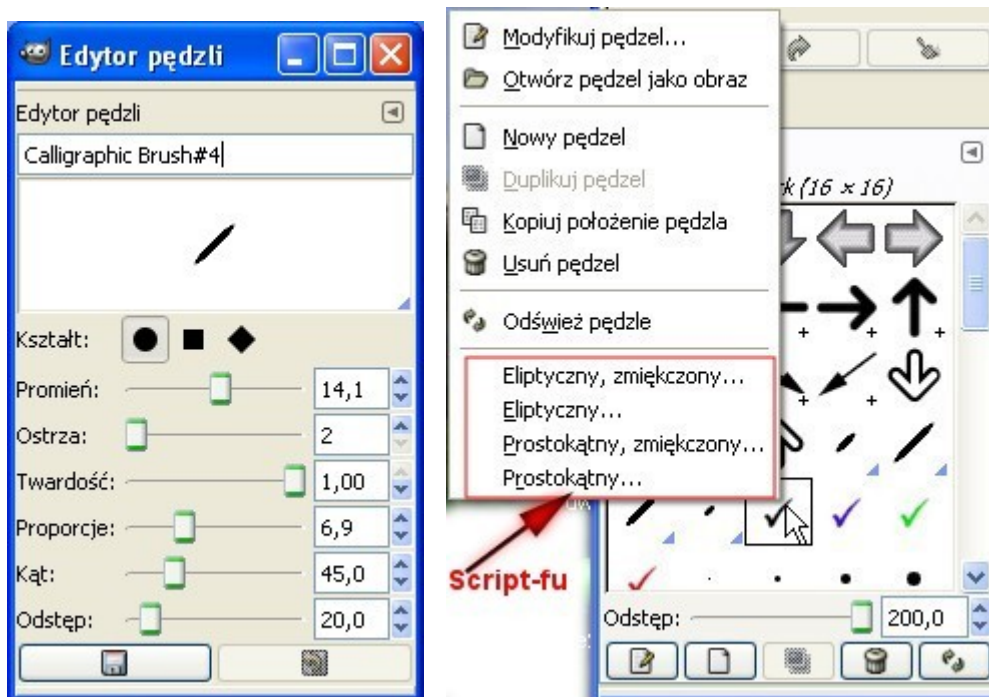 Edytor pędzli
Edytor pędzli
Calligraphic Brush#4
Kształt:
Promień: 14,1
Ostrza: 2
Twardość: 1,00
Proporcje: 6,9
Kąt: 45,0
Odstęp: 20,0
Modyfikuj pędzel...
Otwórz pędzel jako obraz
Nowy pędzel
Duplikuj pędzel
Kopiuj położenie pędzla
Usuń pędzel
Odśwież pędzle
Eliptyczny, zmiękczony...
Eliptyczny...
Prostokątny, zmiękczony...
Prostokątny...
Script-fu
(16 × 16)
Odstęp: 200,0